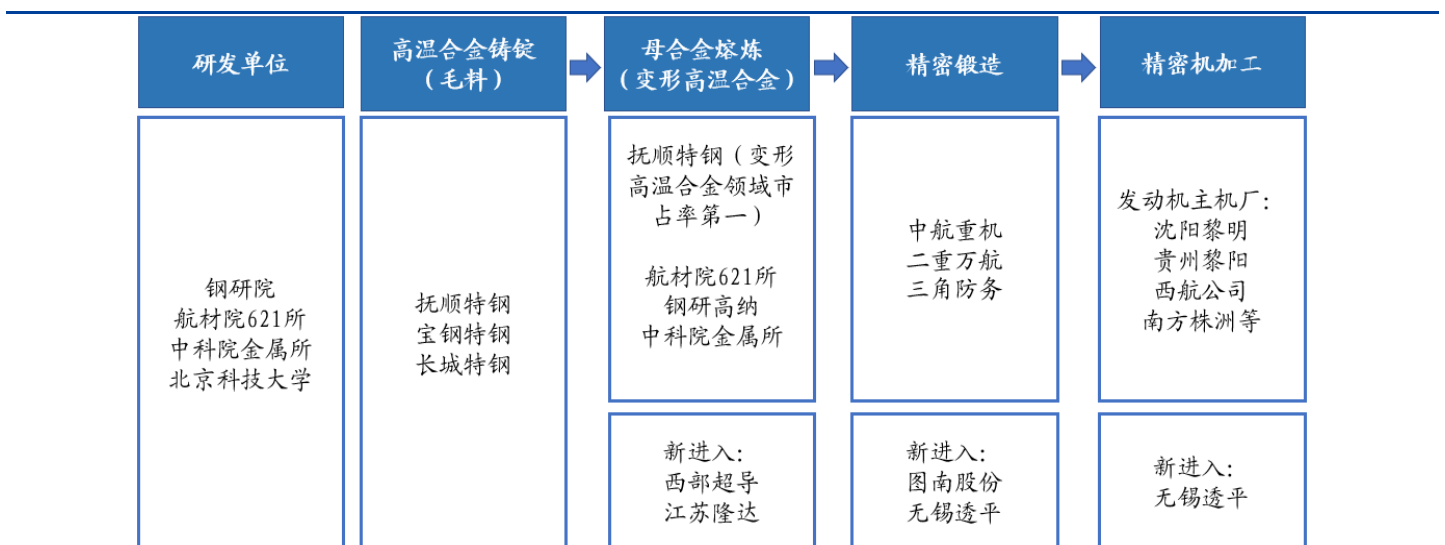 研发单位
高温合金铸锭
（毛料）
母合金熔炼
（变形高温合金）
精密锻造
精密机加工
钢研院
航材院621所
中科院金属所
北京科技大学
抚顺特钢
宝钢特钢
长城特钢
抚顺特钢（变形
高温合金领域市
占率第一）
航材院621所
钢研高纳
中科院金属所
新进入：
西部超导
江苏隆达
中航重机
二重万航
三角防务
新进入：
图南股份
无锡透平
发动机主机厂：
沈阳黎明
贵州黎阳
西航公司
南方株洲等
新进入：
无锡透平